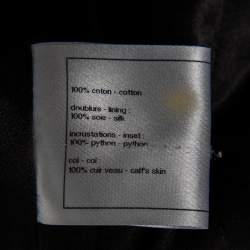 100% coton - cotton
doublure - lining :
100% soie - silk
incrustations - inset :
100% python - python
col - col :
100% cuir veau - calf's skin